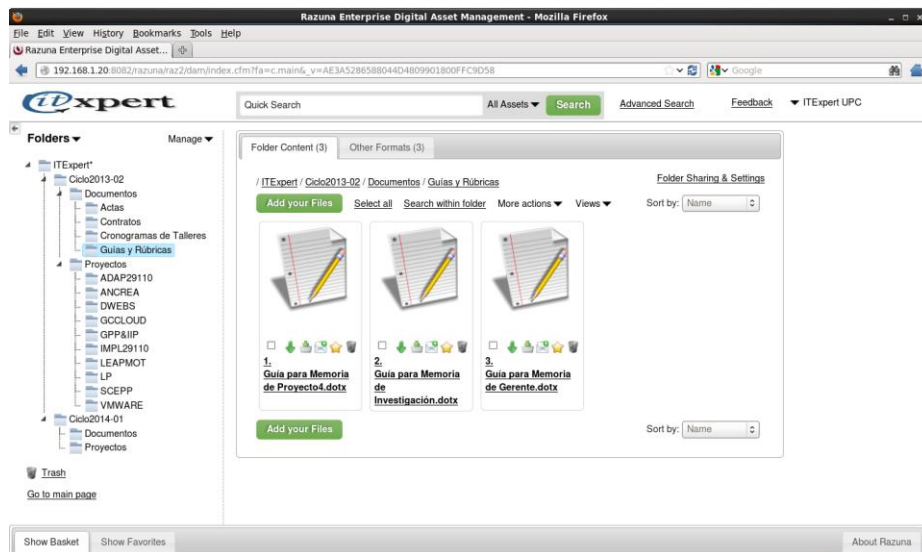 Razuna Enterprise Digital Asset Management - Mozilla Firefox
File Edit View History Bookmarks Tools Help
Razuna Enterprise Digital Asset...
192.168.1.20:8082/razuna/raz2/dam/index.cfm?fa=c.main&_v=AE3A5286588044D4809901800FFC9D58
Google
itXpert
Quick Search
All Assets
Search
Advanced Search
Feedback
ITExpert UPC
Folders
Manage
ITExpert*
Ciclo2013-02
Documentos
Actas
Contratos
Cronogramas de Talleres
Guías y Rúbricas
Proyectos
ADAP29110
ANCREA
DWEBS
GCCLOUD
GPP&IIP
IMPL29110
LEAPMOT
LP
SCEPP
VMWARE
Ciclo2014-01
Documentos
Proyectos
Trash
Go to main page
Folder Content (3)
Other Formats (3)
/ ITExpert / Ciclo2013-02 / Documentos / Guías y Rúbricas
Folder Sharing & Settings
Add your Files
Select all
Search within folder
More actions
Views
Sort by: Name
1.
Guía para Memoria
de Proyecto4.dotx
2.
Guía para Memoria
de
Investigación.dotx
3.
Guía para Memoria
de Gerente.dotx
Add your Files
Sort by: Name
Show Basket
Show Favorites
About Razuna